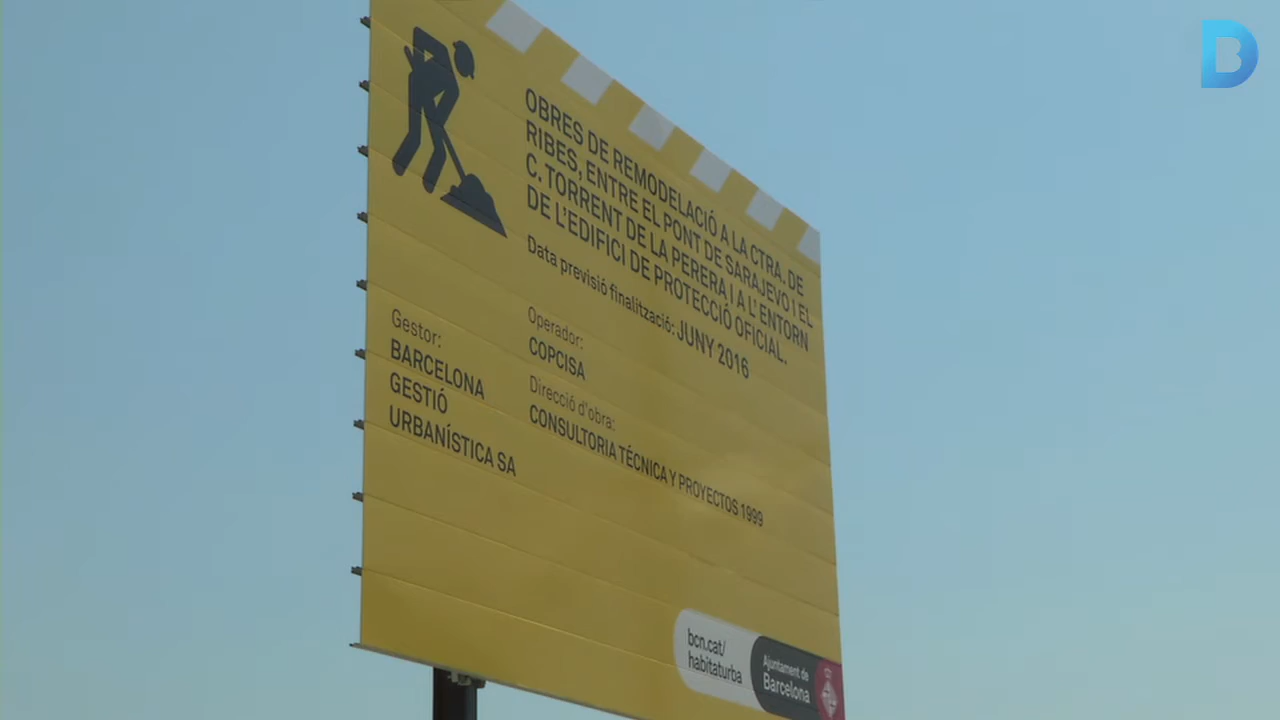 OBRES DE REMODELACIÓ A LA CTRA. DE
RIBES, ENTRE EL PONT DE SARAJEVO I EL
C. TORRENT DE LA PERERA I A L' ENTORN
DE L'EDIFICI DE PROTECCIÓ OFICIAL.
Data previsió finalització: JUNY 2016
Gestor:
BARCELONA
GESTIÓ
URBANÍSTICA SA
Operador:
COPCISA
Direcció d'obra:
CONSULTORIA TÉCNICA Y PROYECTOS 1999
bcn.cat/
habitaturba
Ajuntament de
Barcelona
B